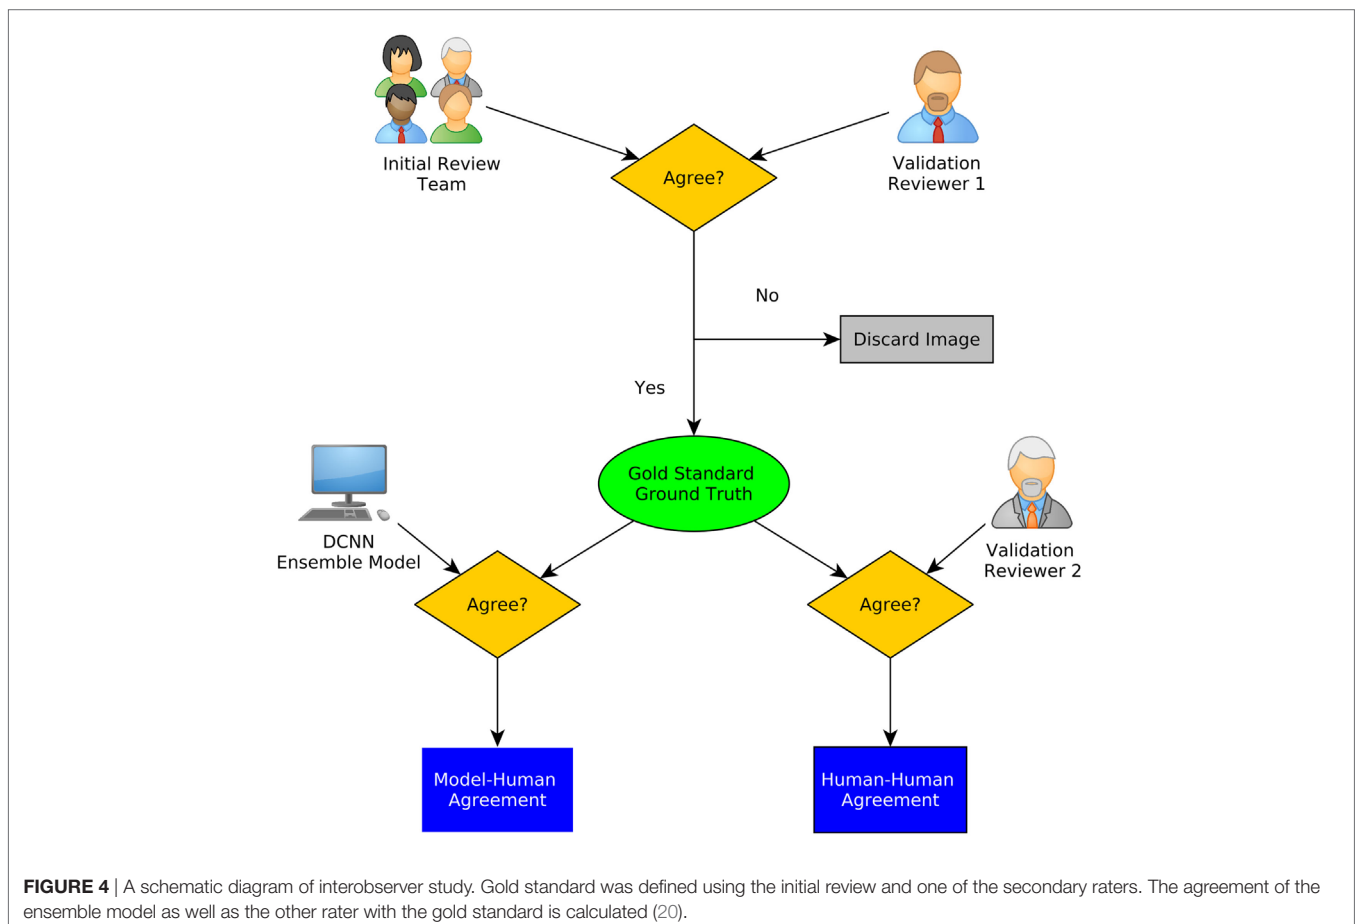 Initial Review
Team
Agree?
Validation
Reviewer 1
No
Discard Image
Yes
Gold Standard
Ground Truth
DCNN
Ensemble Model
Validation
Reviewer 2
Agree?
Agree?
Model-Human
Agreement
Human-Human
Agreement
FIGURE 4 | A schematic diagram of interobserver study. Gold standard was defined using the initial review and one of the secondary raters. The agreement of the
ensemble model as well as the other rater with the gold standard is calculated (20).